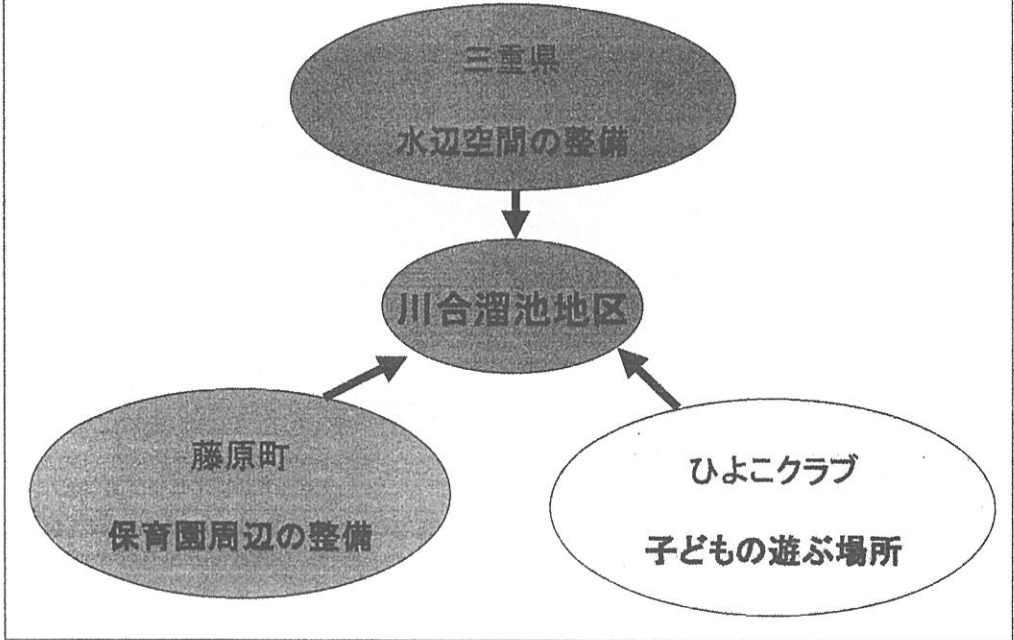 三重県
水辺空間の整備
川合溜池地区
藤原町
保育園周辺の整備
ひよこクラブ
子どもの遊ぶ場所